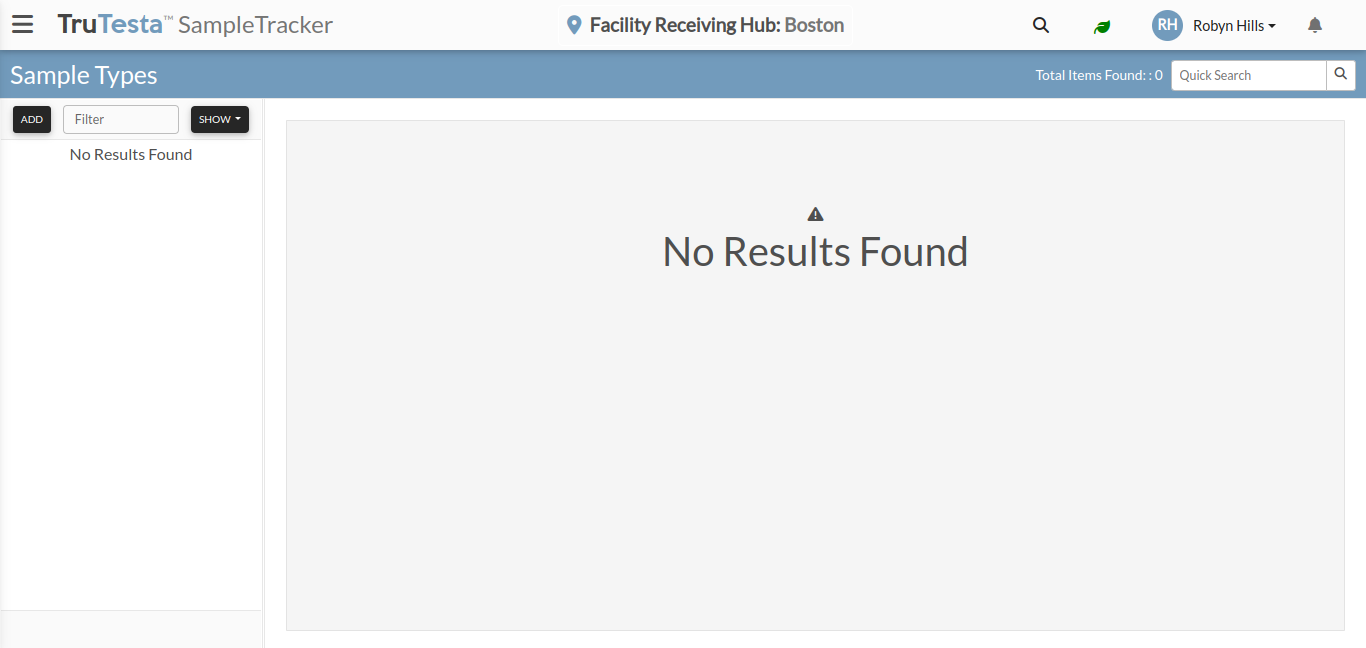 TruTesta™ SampleTracker
Facility Receiving Hub: Boston
RH Robyn Hills
Sample Types
Total Items Found: : 0
Quick Search
ADD
Filter
SHOW
No Results Found
No Results Found